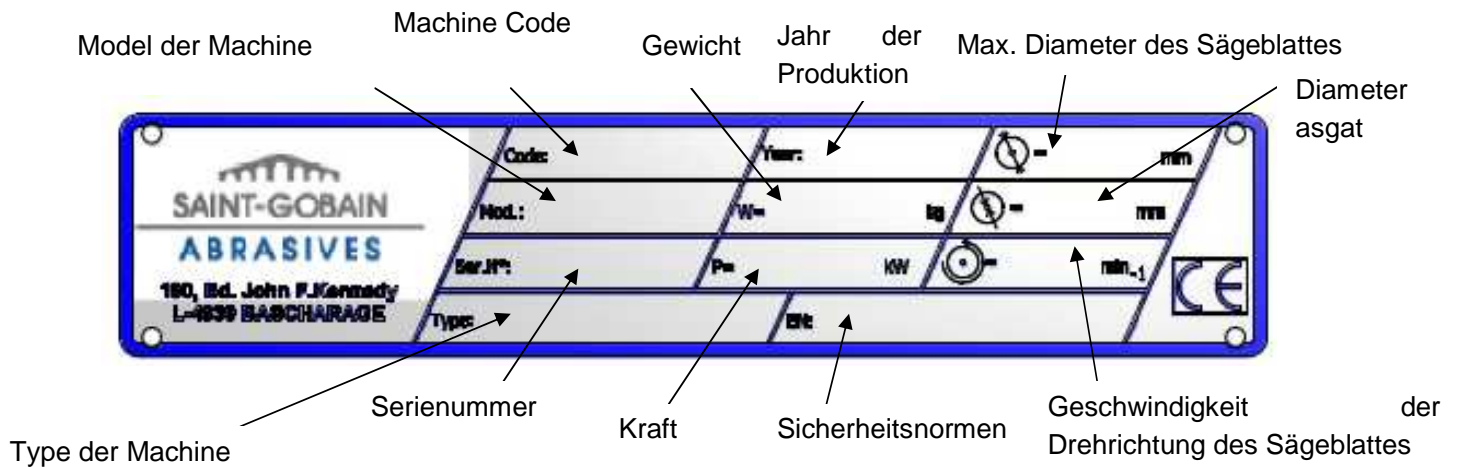 Machine Code
Model der Machine
Gewicht
Jahr der
Produktion
Max. Diameter des Sägeblattes
Diameter
asgat
SAINT-GOBAIN
ABRASIVES
190, Bd. John F.Kennedy
L-4930 BASCHARAGE
Code:
Year:
= mm
Mod.:
W= kg
= mm
Ser.N°:
P= kW
= min-1
Type:
EN:
CE
Serienummer
Kraft
Sicherheitsnormen
Geschwindigkeit der
Drehrichtung des Sägeblattes
Type der Machine